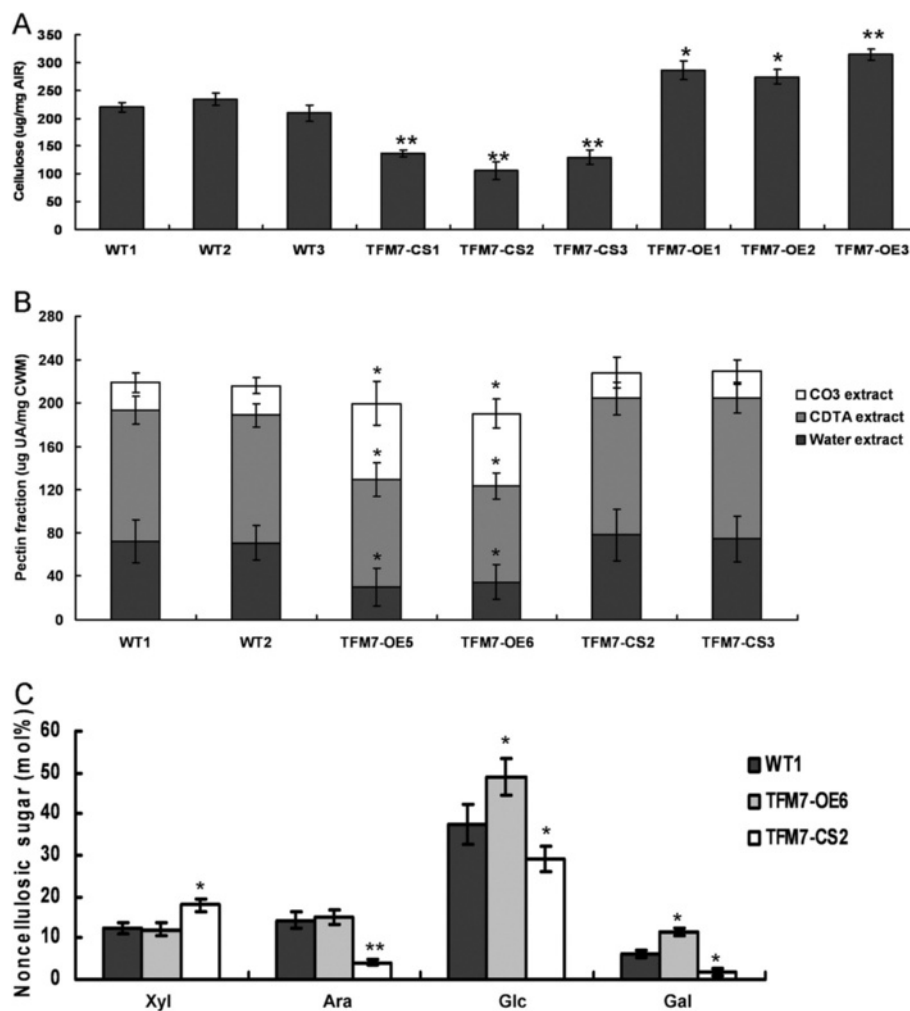 A
Cellulose (ug/mg AIR)
350
300
250
200
150
100
50
0
** ** ** * * **
WT1 WT2 WT3 TFM7-CS1 TFM7-CS2 TFM7-CS3 TFM7-OE1 TFM7-OE2 TFM7-OE3
B
Pectin fraction (ug UA/mg CWM)
280
240
200
160
120
80
40
0
* *
* *
* *
CO3 extract
CDTA extract
Water extract
WT1 WT2 TFM7-OE5 TFM7-OE6 TFM7-CS2 TFM7-CS3
C
Noncellulosic sugar (mol%)
60
50
40
30
20
10
0
* ** * * * *
WT1
TFM7-OE6
TFM7-CS2
Xyl Ara Glc Gal